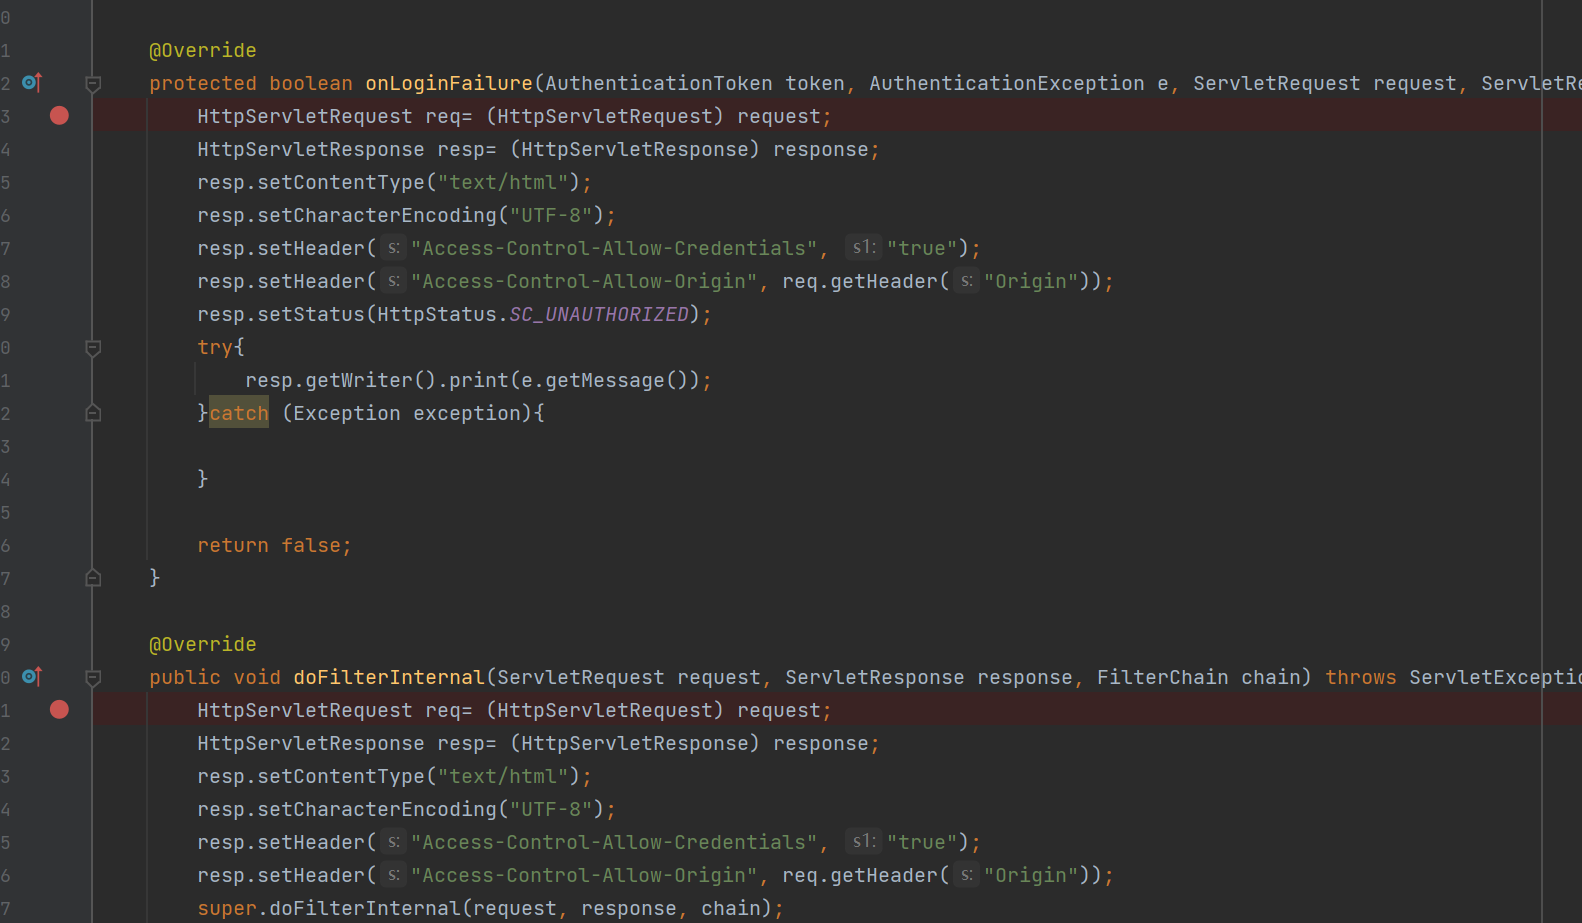 0
1 @Override
2 protected boolean onLoginFailure(AuthenticationToken token, AuthenticationException e, ServletRequest request, ServletRe
3 HttpServletRequest req= (HttpServletRequest) request;
4 HttpServletResponse resp= (HttpServletResponse) response;
5 resp.setContentType("text/html");
6 resp.setCharacterEncoding("UTF-8");
7 resp.setHeader( s: "Access-Control-Allow-Credentials", s1: "true");
8 resp.setHeader( s: "Access-Control-Allow-Origin", req.getHeader( s: "Origin"));
9 resp.setStatus(HttpStatus.SC_UNAUTHORIZED);
0 try{
1 resp.getWriter().print(e.getMessage());
2 }catch (Exception exception){
3
4 }
5
6 return false;
7 }
8
9 @Override
0 public void doFilterInternal(ServletRequest request, ServletResponse response, FilterChain chain) throws ServletExceptio
1 HttpServletRequest req= (HttpServletRequest) request;
2 HttpServletResponse resp= (HttpServletResponse) response;
3 resp.setContentType("text/html");
4 resp.setCharacterEncoding("UTF-8");
5 resp.setHeader( s: "Access-Control-Allow-Credentials", s1: "true");
6 resp.setHeader( s: "Access-Control-Allow-Origin", req.getHeader( s: "Origin"));
7 super.doFilterInternal(request, response, chain);